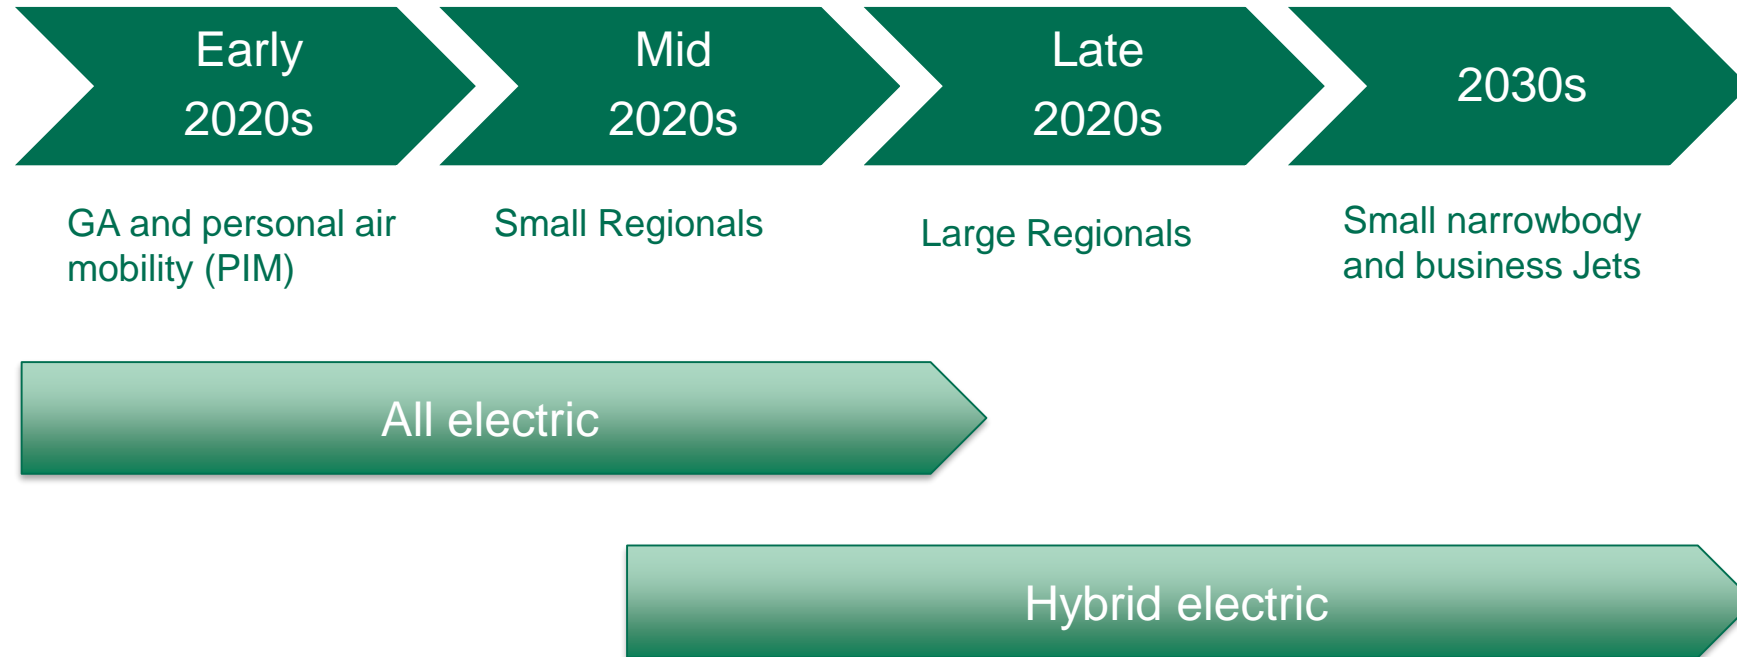 Early
2020s
Mid
2020s
Late
2020s
2030s
GA and personal air
mobility (PIM)
Small Regionals
Large Regionals
Small narrowbody
and business Jets
All electric
Hybrid electric